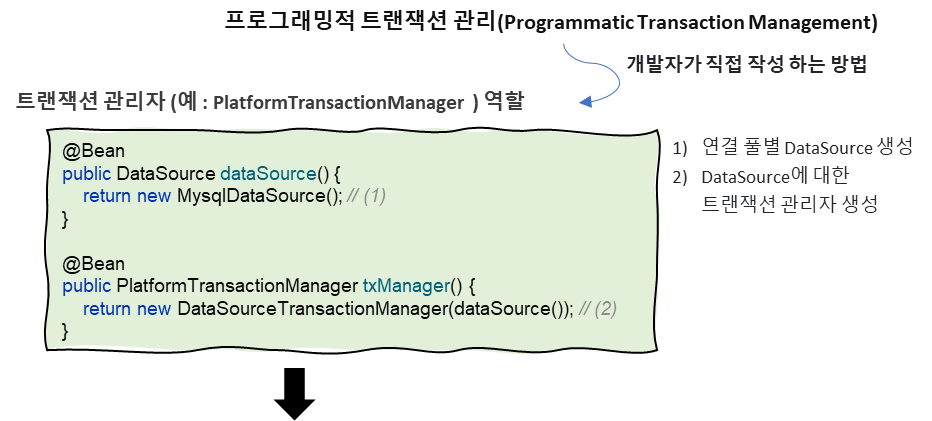 프로그래밍적 트랜잭션 관리(Programmatic Transaction Management)
개발자가 직접 작성 하는 방법
트랜잭션 관리자 (예 : PlatformTransactionManager ) 역할
@Bean
public DataSource dataSource() {
return new MysqlDataSource(); // (1)
}
@Bean
public PlatformTransactionManager txManager() {
return new DataSourceTransactionManager(dataSource()); // (2)
}
1) 연결 풀별 DataSource 생성
2) DataSource에 대한
트랜잭션 관리자 생성